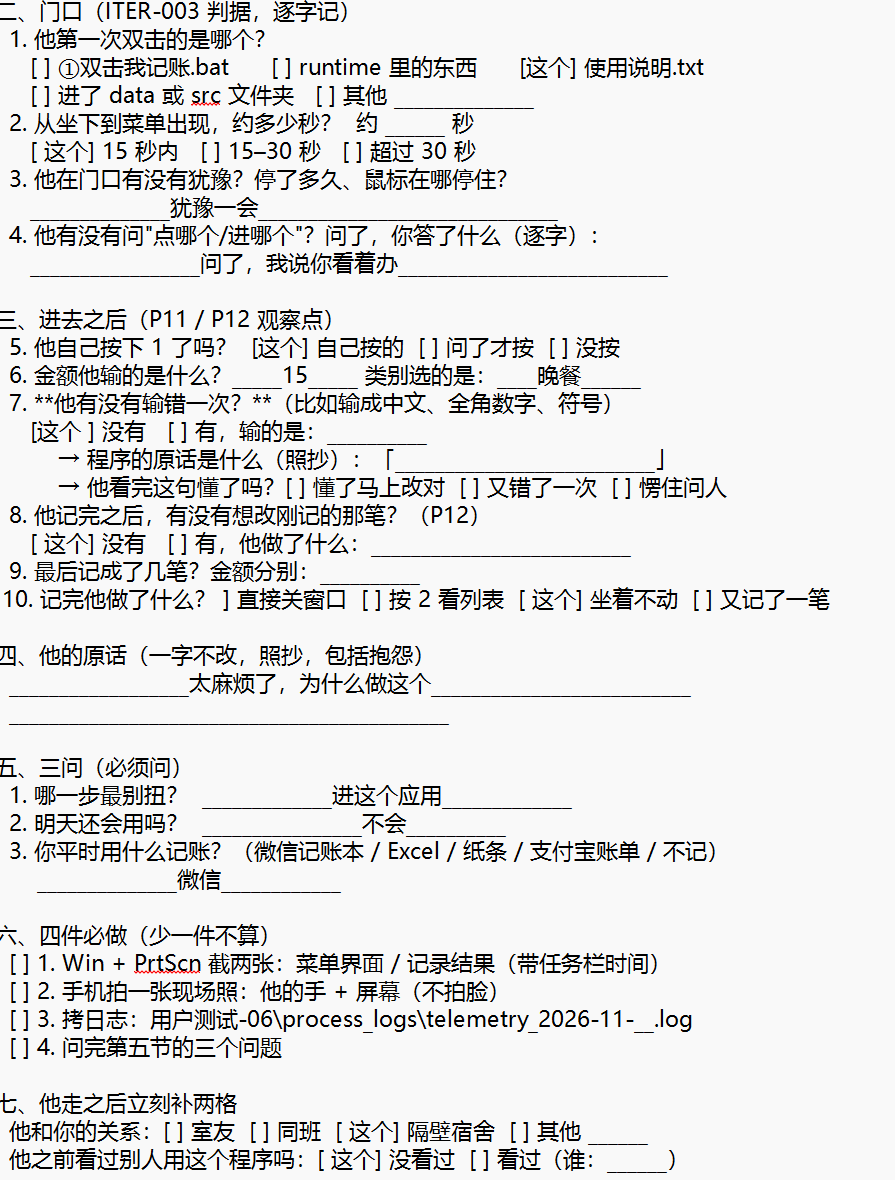 二、门口（ITER-003 判据，逐字记）
1. 他第一次双击的是哪个？
[ ] ①双击我记账.bat [ ] runtime 里的东西 [这个] 使用说明.txt
[ ] 进了 data 或 src 文件夹 [ ] 其他 ______________
2. 从坐下到菜单出现，约多少秒？ 约 ______ 秒
[ 这个] 15 秒内 [ ] 15–30 秒 [ ] 超过 30 秒
3. 他在门口有没有犹豫？停了多久、鼠标在哪停住？
______________犹豫一会______________________________
4. 他有没有问"点哪个/进哪个"？问了，你答了什么（逐字）：
_________________问了，我说你看着办___________________________
三、进去之后（P11 / P12 观察点）
5. 他自己按下 1 了吗？ [这个] 自己按的 [ ] 问了才按 [ ] 没按
6. 金额他输的是什么？_____15_____ 类别选的是：____晚餐______
7. **他有没有输错一次？**（比如输成中文、全角数字、符号）
[这个 ] 没有 [ ] 有，输的是：__________
→ 程序的原话是什么（照抄）：「__________________________」
→ 他看完这句懂了吗？[ ] 懂了马上改对 [ ] 又错了一次 [ ] 愣住问人
8. 他记完之后，有没有想改刚记的那笔？（P12）
[ 这个] 没有 [ ] 有，他做了什么：__________________________
9. 最后记成了几笔？金额分别：__________
10. 记完他做了什么？ ] 直接关窗口 [ ] 按 2 看列表 [ 这个] 坐着不动 [ ] 又记了一笔
四、他的原话（一字不改，照抄，包括抱怨）
__________________太麻烦了，为什么做这个__________________________
____________________________________________
五、三问（必须问）
1. 哪一步最别扭？ _____________进这个应用_____________
2. 明天还会用吗？ ________________不会__________
3. 你平时用什么记账？（微信记账本 / Excel / 纸条 / 支付宝账单 / 不记）
______________微信____________
六、四件必做（少一件不算）
[ ] 1. Win + PrtScn 截两张：菜单界面 / 记录结果（带任务栏时间）
[ ] 2. 手机拍一张现场照：他的手 + 屏幕（不拍脸）
[ ] 3. 拷日志：用户测试-06\process_logs\telemetry_2026-11-__.log
[ ] 4. 问完第五节的三个问题
七、他走之后立刻补两格
他和你的关系：[ ] 室友 [ ] 同班 [ 这个] 隔壁宿舍 [ ] 其他 ______
他之前看过别人用这个程序吗：[ 这个] 没看过 [ ] 看过（谁：______）